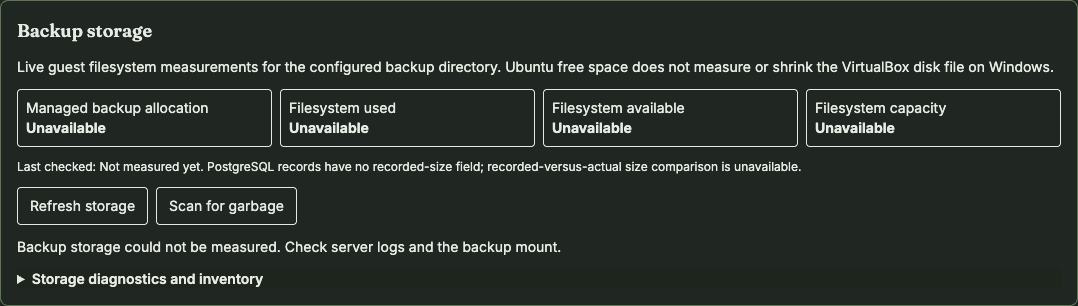 Backup storage
Live guest filesystem measurements for the configured backup directory. Ubuntu free space does not measure or shrink the VirtualBox disk file on Windows.
Managed backup allocation
Unavailable
Filesystem used
Unavailable
Filesystem available
Unavailable
Filesystem capacity
Unavailable
Last checked: Not measured yet. PostgreSQL records have no recorded-size field; recorded-versus-actual size comparison is unavailable.
Refresh storage
Scan for garbage
Backup storage could not be measured. Check server logs and the backup mount.
Storage diagnostics and inventory